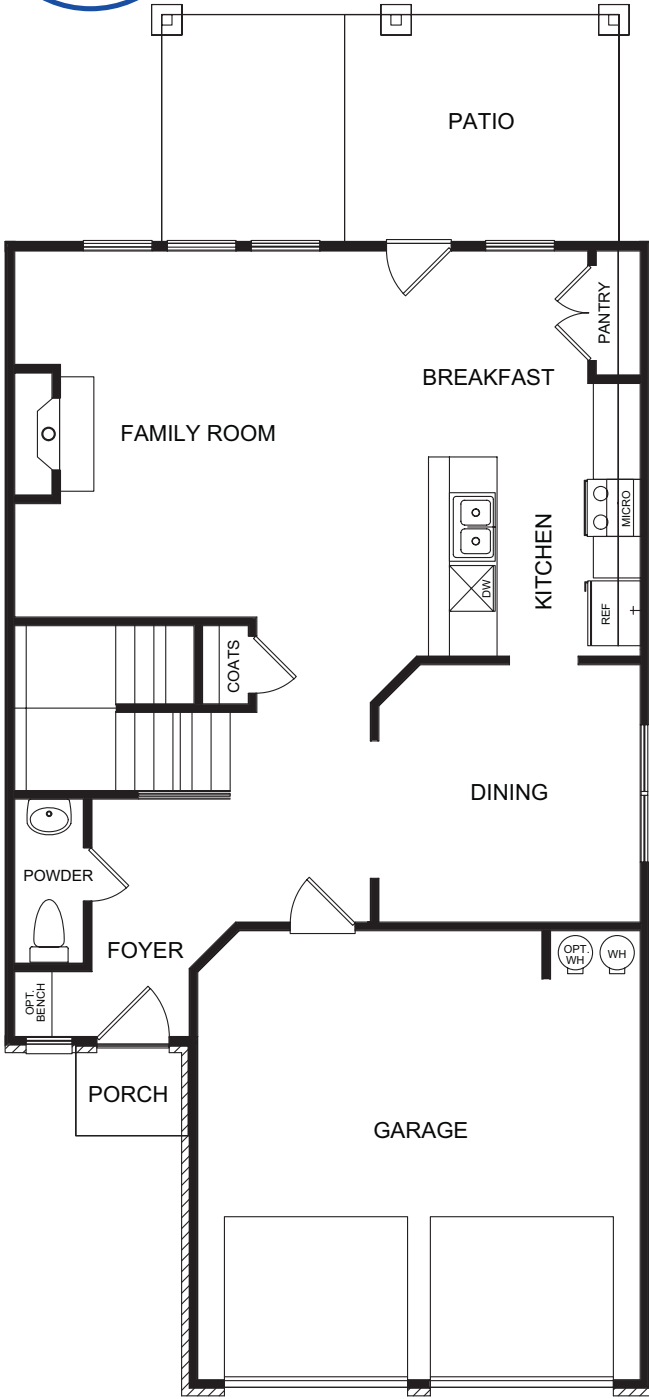 PATIO
PANTRY
BREAKFAST
FAMILY ROOM
MICRO
KITCHEN
DW
REF
COATS
DINING
POWDER
FOYER
OPT.
WH
WH
OPT.
BENCH
PORCH
GARAGE